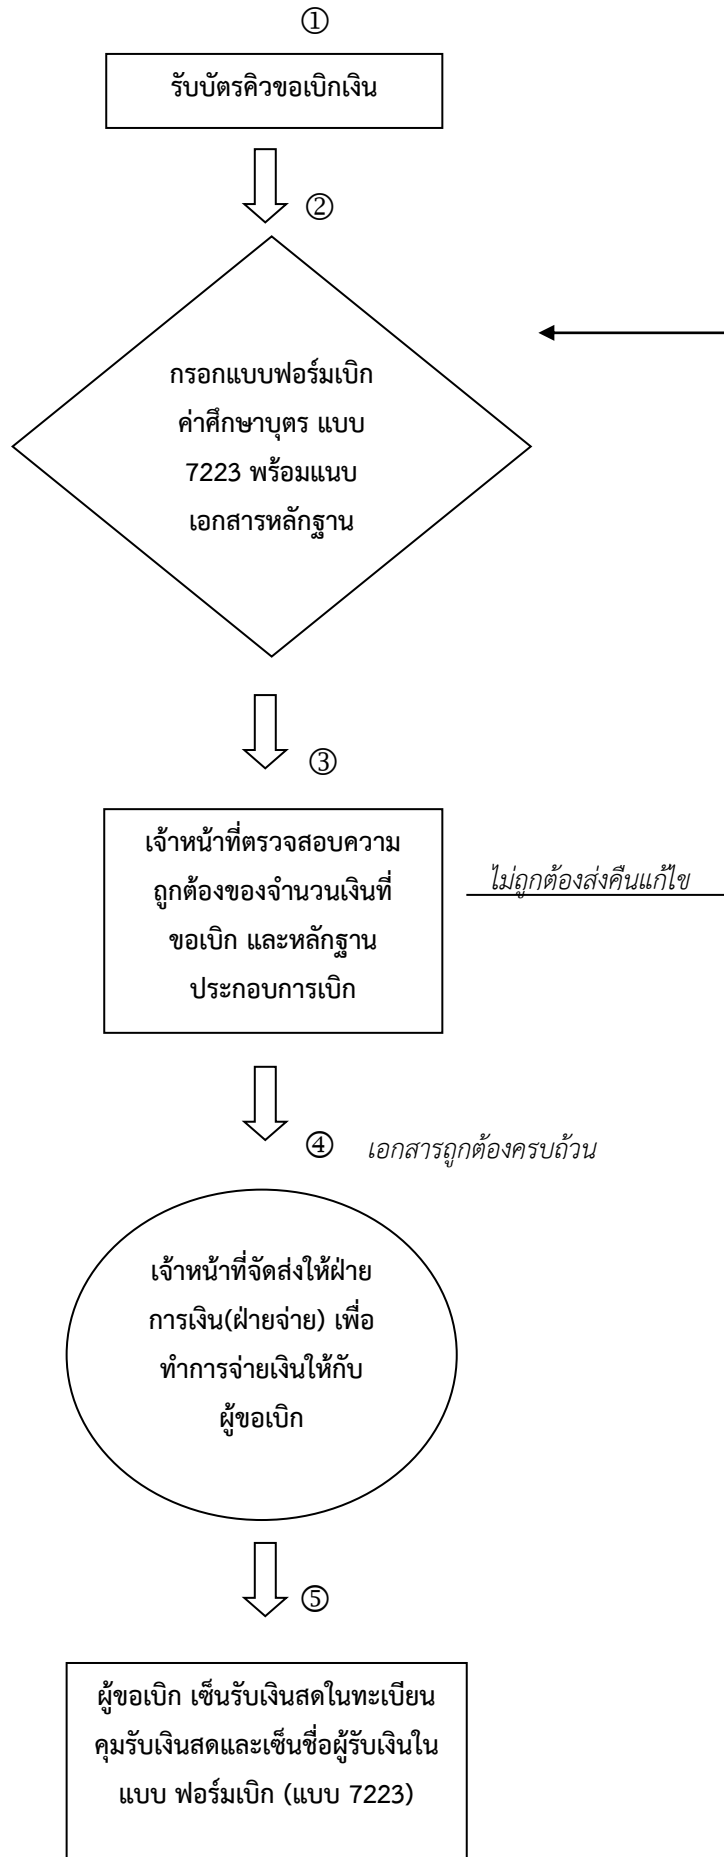 ①
รับบัตรคิวขอเบิกเงิน
②
กรอกแบบฟอร์มเบิก
ค่าศึกษาบุตร แบบ
7223 พร้อมแนบ
เอกสารหลักฐาน
③
เจ้าหน้าที่ตรวจสอบความ
ถูกต้องของจำนวนเงินที่
ขอเบิก และหลักฐาน
ประกอบการเบิก
ไม่ถูกต้องส่งคืนแก้ไข
④ เอกสารถูกต้องครบถ้วน
เจ้าหน้าที่จัดส่งให้ฝ่าย
การเงิน(ฝ่ายจ่าย) เพื่อ
ทำการจ่ายเงินให้กับ
ผู้ขอเบิก
⑤
ผู้ขอเบิก เซ็นรับเงินสดในทะเบียน
คุมรับเงินสดและเซ็นชื่อผู้รับเงินใน
แบบ ฟอร์มเบิก (แบบ 7223)